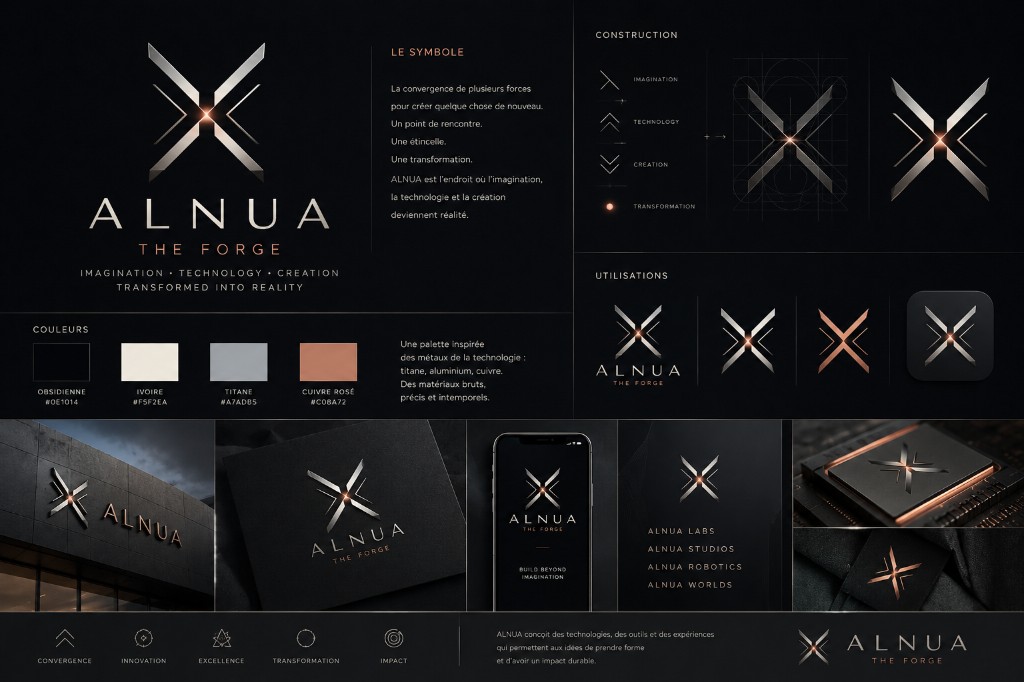 ALNUA
THE FORGE
IMAGINATION • TECHNOLOGY • CREATION
TRANSFORMED INTO REALITY
LE SYMBOLE
La convergence de plusieurs forces
pour créer quelque chose de nouveau.
Un point de rencontre.
Une étincelle.
Une transformation.
ALNUA est l'endroit où l'imagination,
la technologie et la création
deviennent réalité.
CONSTRUCTION
IMAGINATION
TECHNOLOGY
CREATION
TRANSFORMATION
UTILISATIONS
ALNUA
THE FORGE
COULEURS
OBSIDIENNE
#0E1014
IVOIRE
#F5F2EA
TITANE
#A7ADB5
CUIVRE ROSÉ
#C08A72
Une palette inspirée
des métaux de la technologie :
titane, aluminium, cuivre.
Des matériaux bruts,
précis et intemporels.
ALNUA
ALNUA
THE FORGE
ALNUA
THE FORGE
BUILD BEYOND
IMAGINATION
ALNUA LABS
ALNUA STUDIOS
ALNUA ROBOTICS
ALNUA WORLDS
CONVERGENCE
INNOVATION
EXCELLENCE
TRANSFORMATION
IMPACT
ALNUA conçoit des technologies, des outils et des expériences
qui permettent aux idées de prendre forme
et d'avoir un impact durable.
ALNUA
THE FORGE